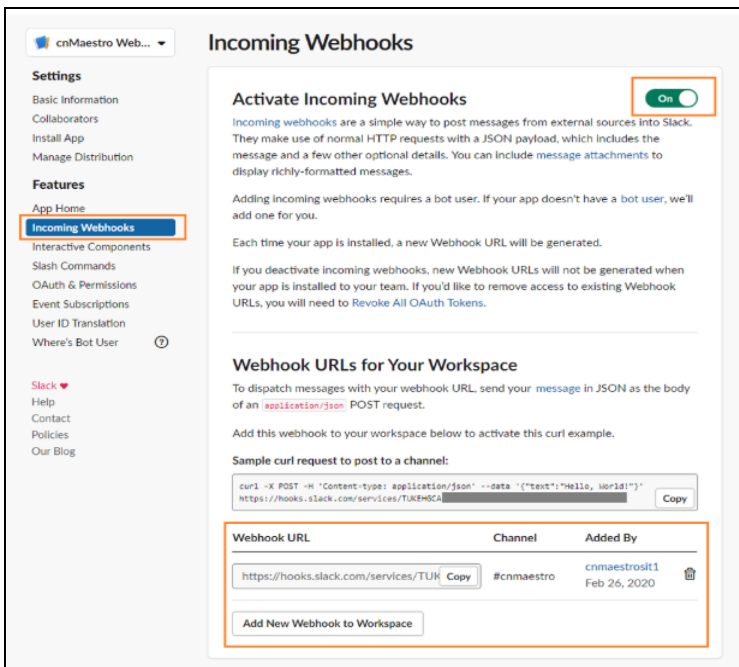 cnMaestro Web...
Settings
Basic Information
Collaborators
Install App
Manage Distribution
Features
App Home
Incoming Webhooks
Interactive Components
Slash Commands
OAuth & Permissions
Event Subscriptions
User ID Translation
Where's Bot User
Slack
Help
Contact
Policies
Our Blog
Incoming Webhooks
Activate Incoming Webhooks
On
Incoming webhooks are a simple way to post messages from external sources into Slack.
They make use of normal HTTP requests with a JSON payload, which includes the
message and a few other optional details. You can include message attachments to
display richly-formatted messages.
Adding incoming webhooks requires a bot user. If your app doesn't have a bot user, we'll
add one for you.
Each time your app is installed, a new Webhook URL will be generated.
If you deactivate incoming webhooks, new Webhook URLs will not be generated when
your app is installed to your team. If you'd like to remove access to existing Webhook
URLs, you will need to Revoke All OAuth Tokens.
Webhook URLs for Your Workspace
To dispatch messages with your webhook URL, send your message in JSON as the body
of an application/json POST request.
Add this webhook to your workspace below to activate this curl example.
Sample curl request to post to a channel:
curl -X POST -H 'Content-type: application/json' --data '{"text":"Hello, World!"}'
https://hooks.slack.com/services/TUKEHGCA
Copy
Webhook URL Channel Added By
https://hooks.slack.com/services/TUK Copy #cnmaestro cnmaestrosit1
Feb 26, 2020
Add New Webhook to Workspace